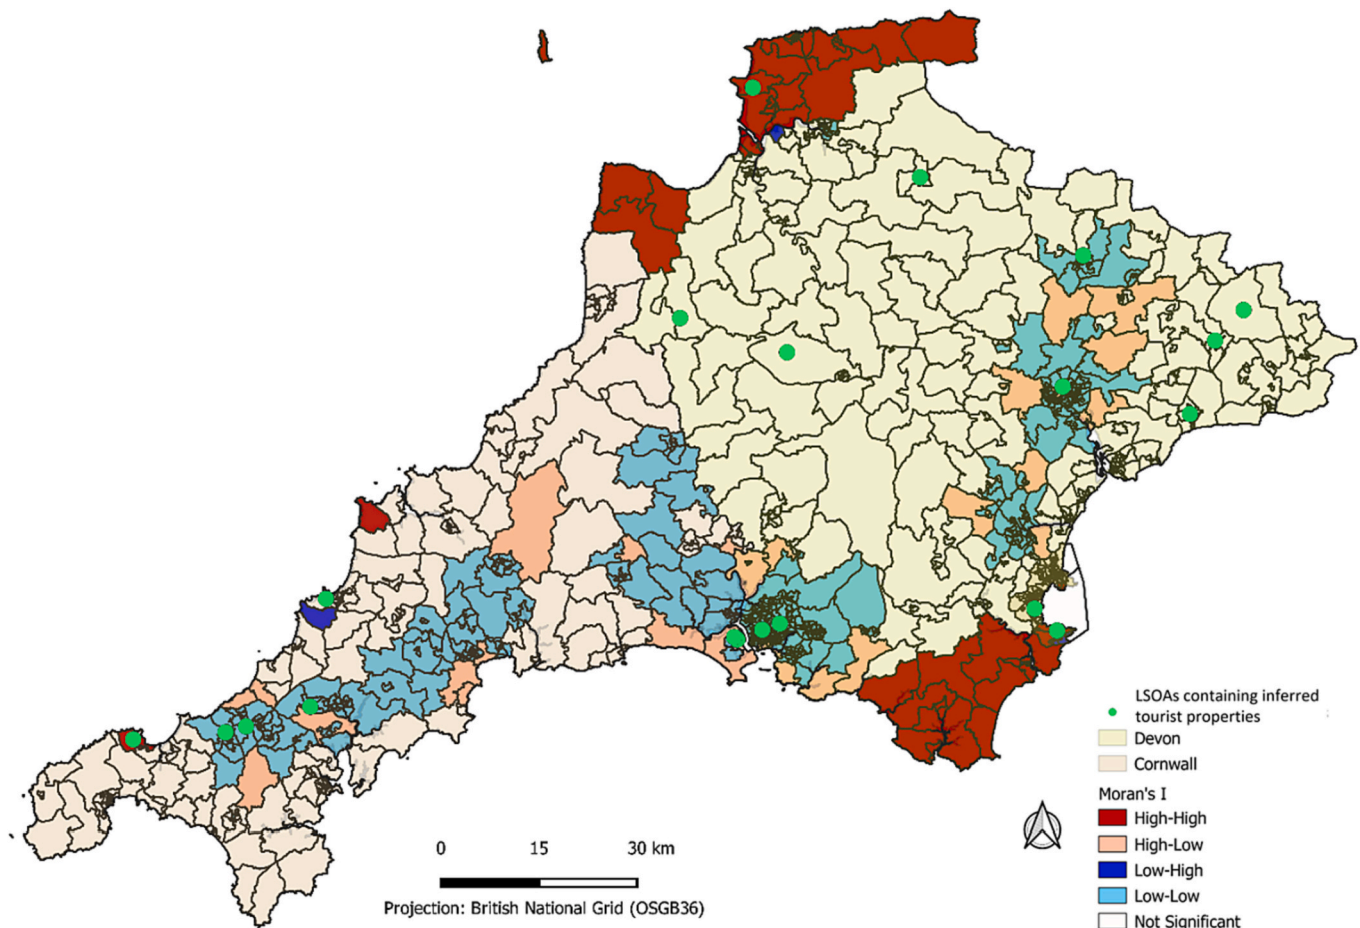 LSOAs containing inferred
tourist properties
Devon
Cornwall
Moran's I
High-High
High-Low
Low-High
Low-Low
Not Significant
0 15 30 km
Projection: British National Grid (OSGB36)